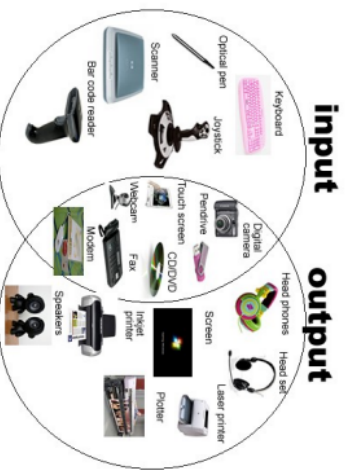 input
output
Keyboard
Optical pen
Scanner
Joystick
Bar code reader
Digital
camera
Pendrive
Touch screen
Webcam
CD/DVD
Fax
Modem
Head phones
Head set
Screen
Laser printer
Inkjet
printer
Plotter
Speakers